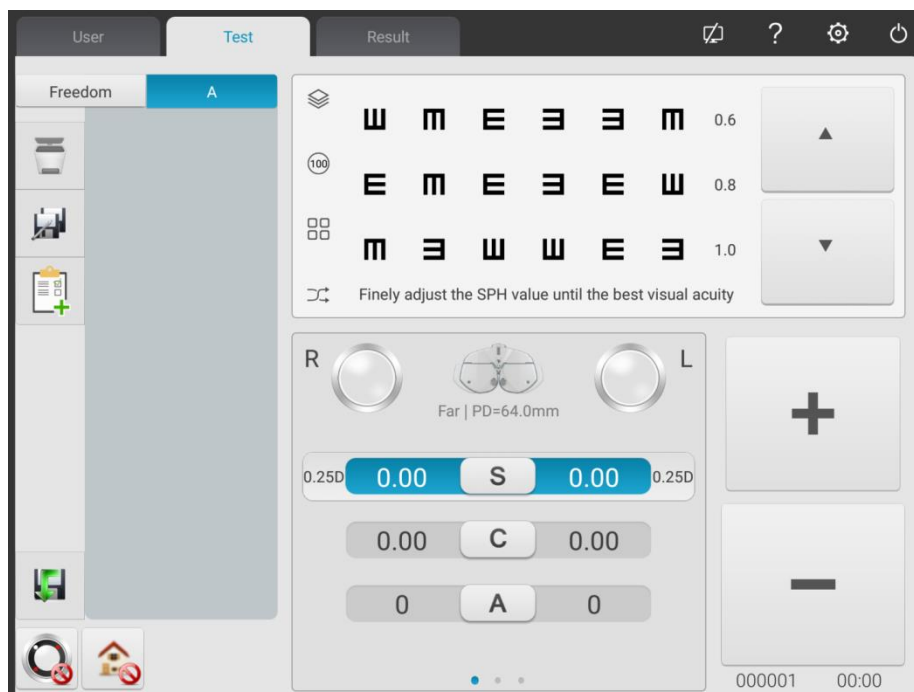 User Test Result ?
Freedom A
0.6
100
0.8
1.0
Finely adjust the SPH value until the best visual acuity
R L
Far | PD=64.0mm
0.25D 0.00 S 0.00 0.25D
0.00 C 0.00
0 A 0
000001 00:00